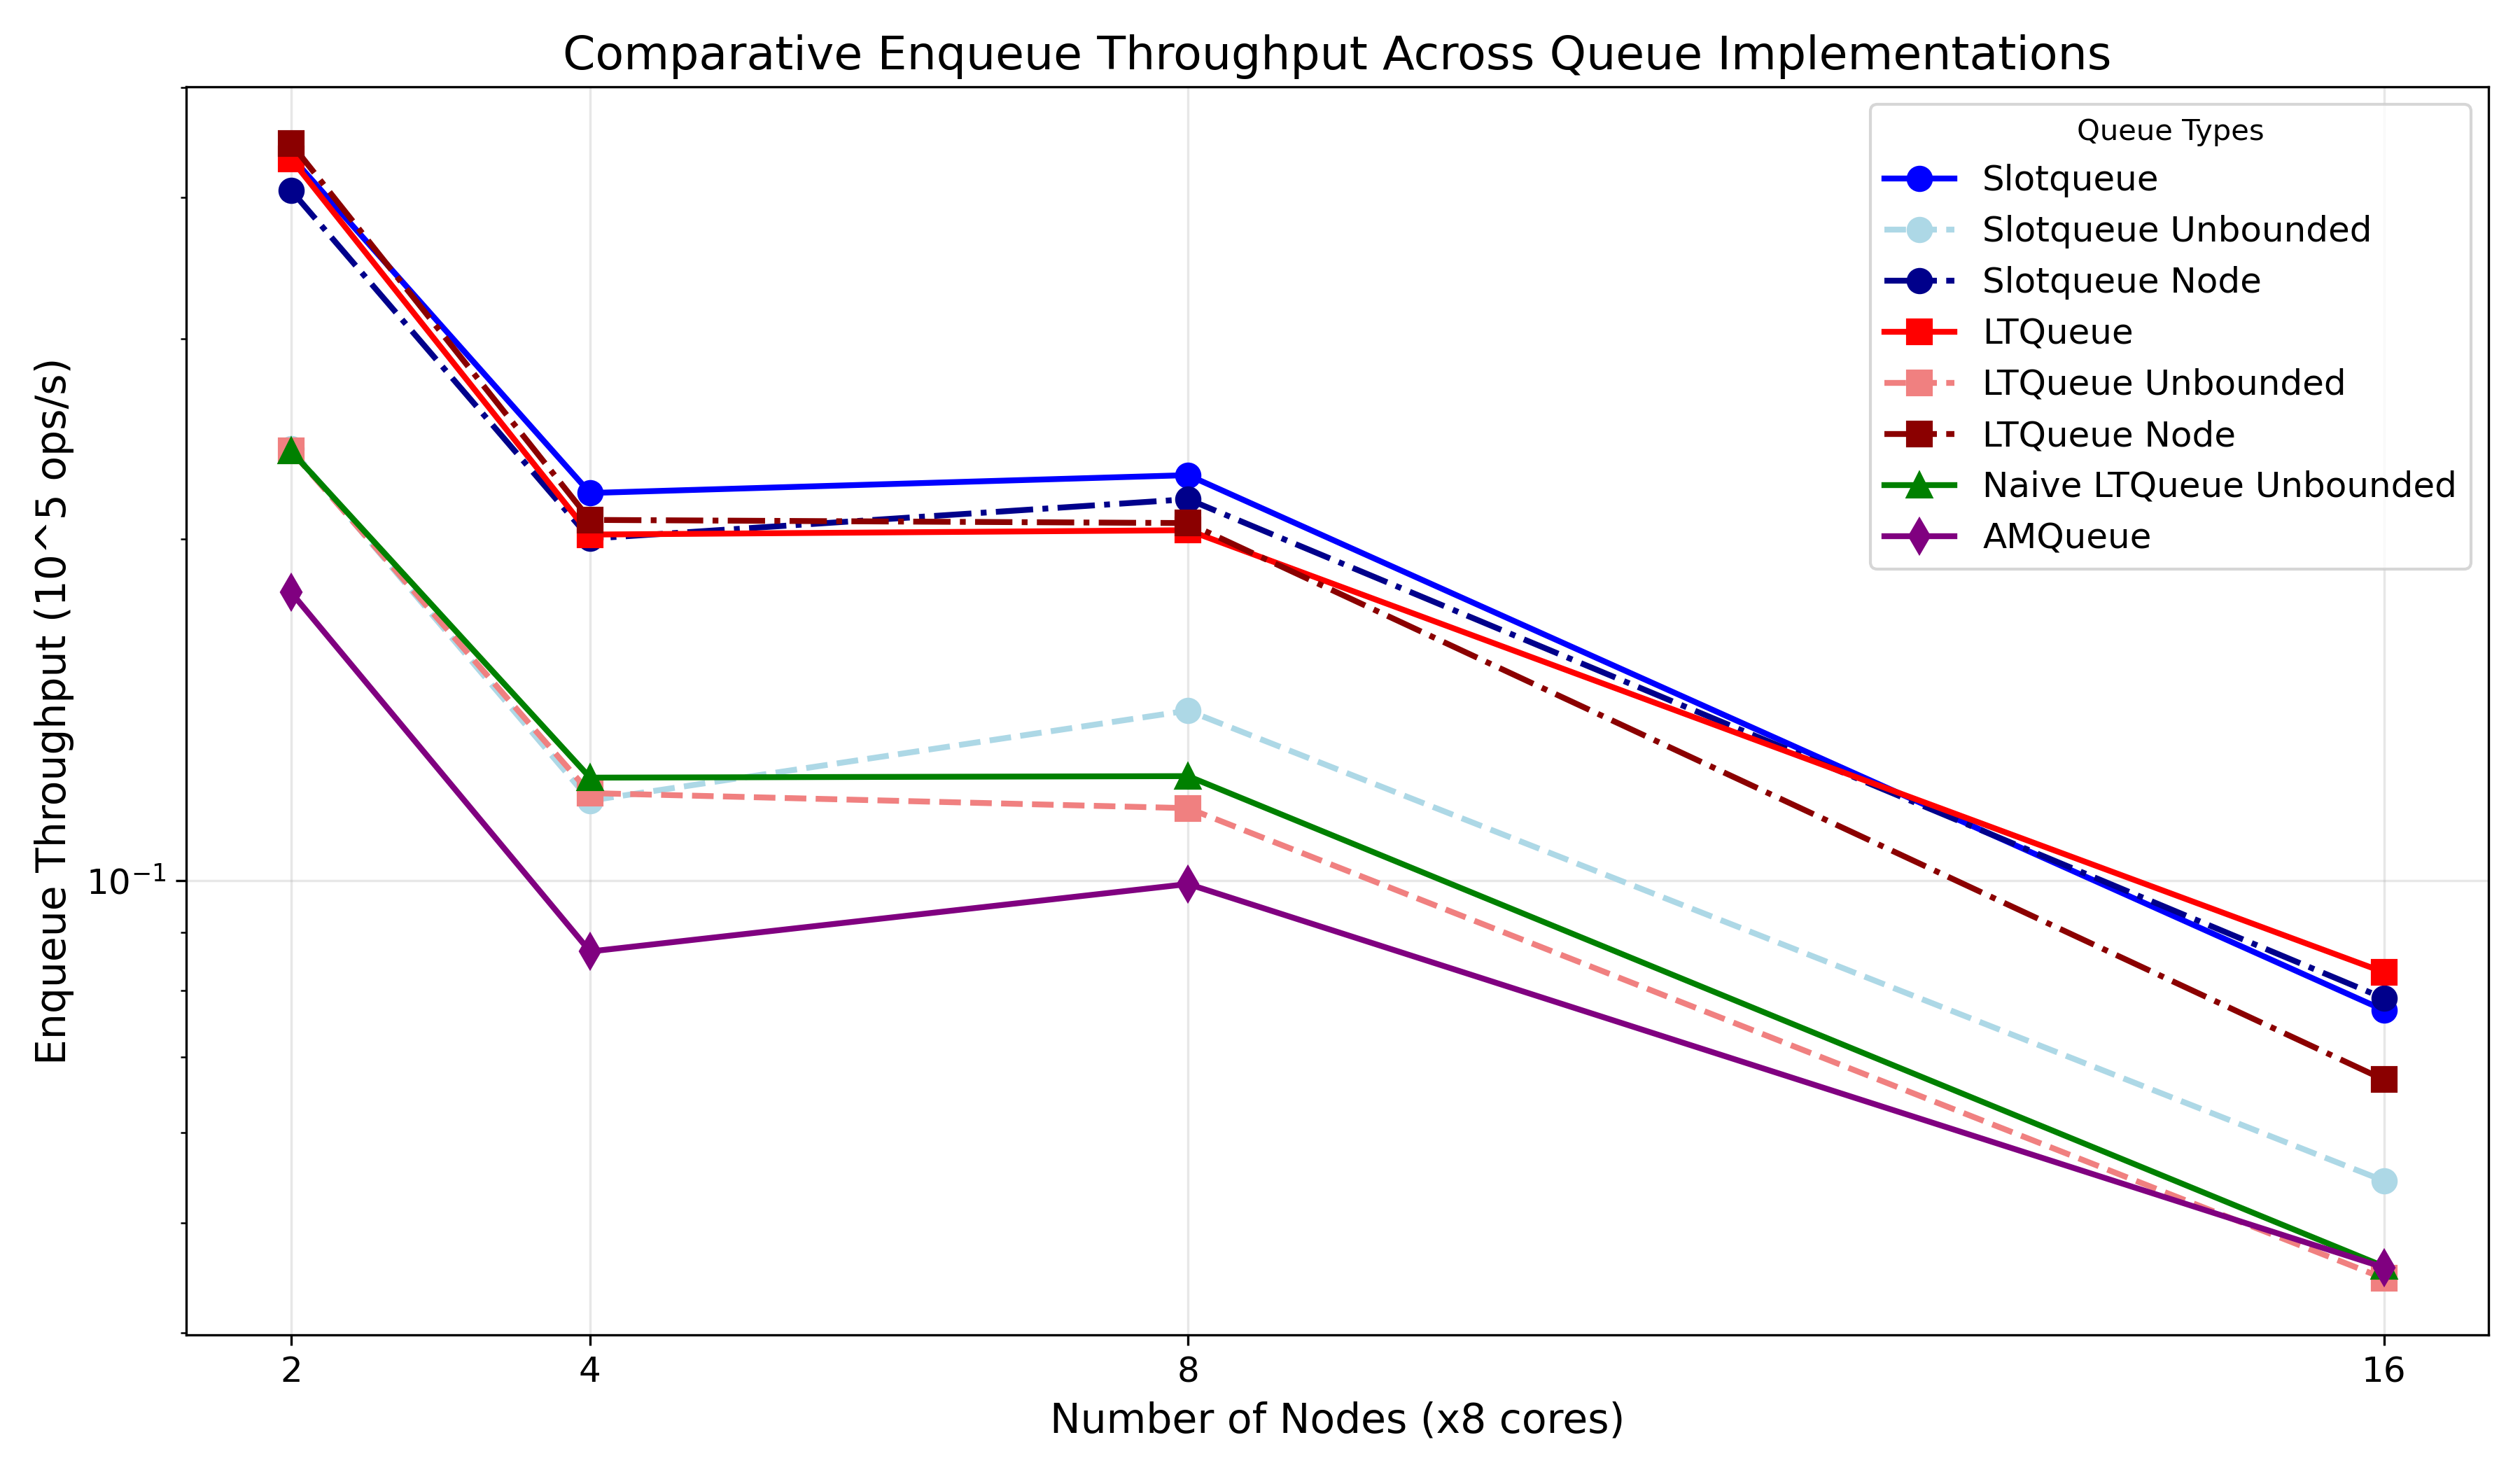 Comparative Enqueue Throughput Across Queue Implementations
Enqueue Throughput (10^5 ops/s)
10⁻¹
Queue Types
Slotqueue
Slotqueue Unbounded
Slotqueue Node
LTQueue
LTQueue Unbounded
LTQueue Node
Naive LTQueue Unbounded
AMQueue
2 4 8 16
Number of Nodes (x8 cores)